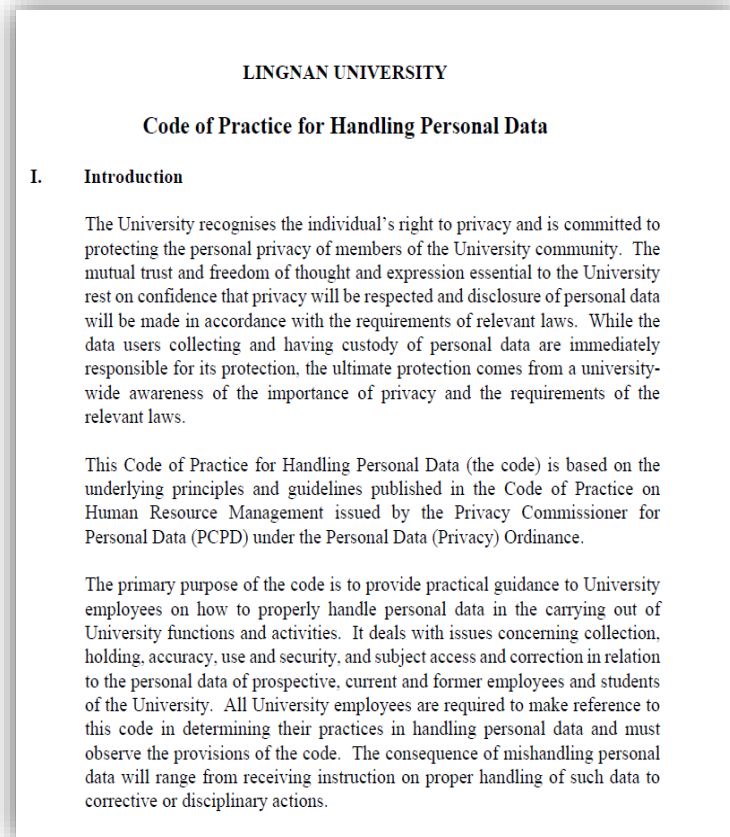 LINGNAN UNIVERSITY
Code of Practice for Handling Personal Data
I. Introduction
The University recognises the individual's right to privacy and is committed to
protecting the personal privacy of members of the University community. The
mutual trust and freedom of thought and expression essential to the University
rest on confidence that privacy will be respected and disclosure of personal data
will be made in accordance with the requirements of relevant laws. While the
data users collecting and having custody of personal data are immediately
responsible for its protection, the ultimate protection comes from a university-
wide awareness of the importance of privacy and the requirements of the
relevant laws.
This Code of Practice for Handling Personal Data (the code) is based on the
underlying principles and guidelines published in the Code of Practice on
Human Resource Management issued by the Privacy Commissioner for
Personal Data (PCPD) under the Personal Data (Privacy) Ordinance.
The primary purpose of the code is to provide practical guidance to University
employees on how to properly handle personal data in the carrying out of
University functions and activities. It deals with issues concerning collection,
holding, accuracy, use and security, and subject access and correction in relation
to the personal data of prospective, current and former employees and students
of the University. All University employees are required to make reference to
this code in determining their practices in handling personal data and must
observe the provisions of the code. The consequence of mishandling personal
data will range from receiving instruction on proper handling of such data to
corrective or disciplinary actions.